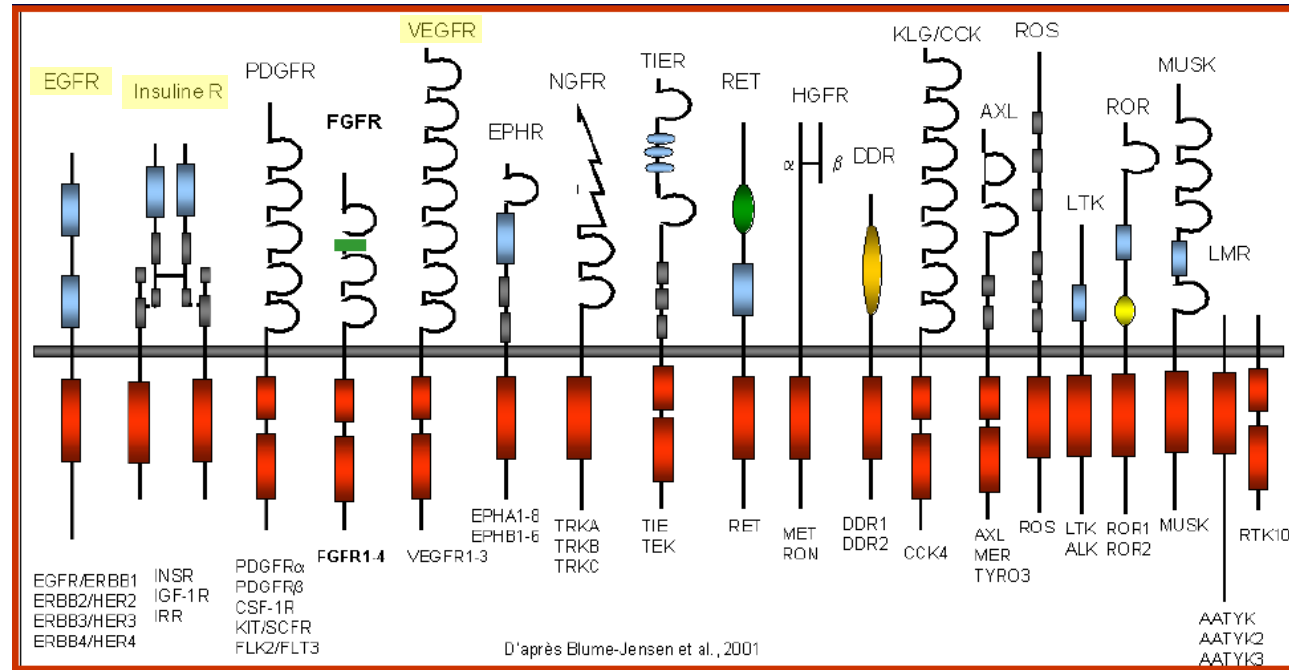 EGFR
Insuline R
PDGFR
FGFR
VEGFR
EPHR
NGFR
TIER
RET
HGFR
α
β
DDR
KLG/CCK
AXL
ROS
LTK
ROR
MUSK
LMR
EGFR/ERBB1
ERBB2/HER2
ERBB3/HER3
ERBB4/HER4
INSR
IGF-1R
IRR
PDGFRα
PDGFRβ
CSF-1R
KIT/SCFR
FLK2/FLT3
FGFR1-4
VEGFR1-3
EPHA1-8
EPHB1-6
TRKA
TRKB
TRKC
TIE
TEK
RET
MET
RON
DDR1
DDR2
CCK4
AXL
MER
TYRO3
ROS
LTK
ALK
ROR1
ROR2
MUSK
AATYK
AATYK2
AATYK3
RTK10
D'après Blume-Jensen et al., 2001